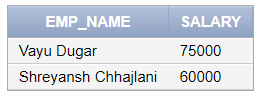 EMP_NAME SALARY
Vayu Dugar 75000
Shreyansh Chhajlani 60000